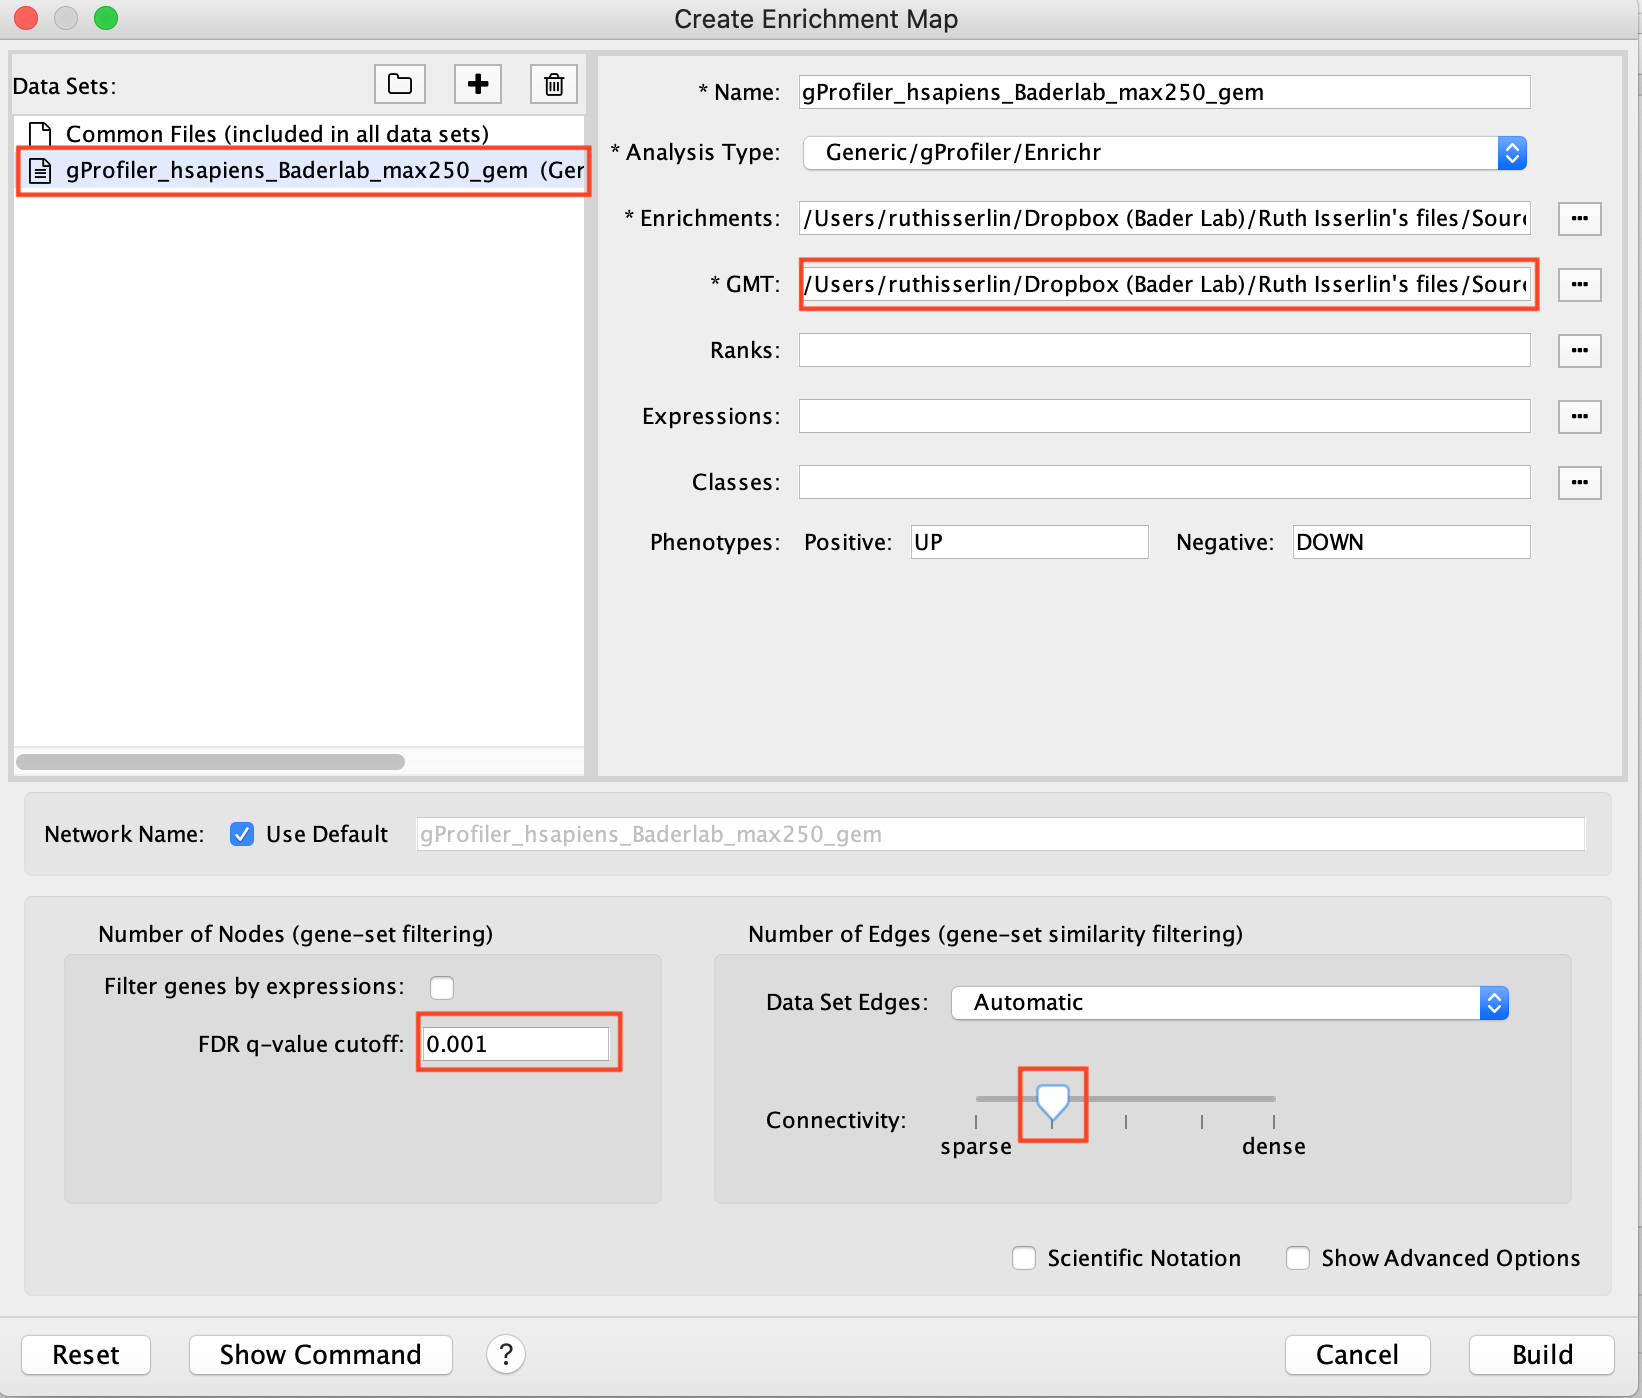 Create Enrichment Map
Data Sets:
Common Files (included in all data sets)
gProfiler_hsapiens_Baderlab_max250_gem (Ger
* Name: gProfiler_hsapiens_Baderlab_max250_gem
* Analysis Type: Generic/gProfiler/Enrichr
* Enrichments: /Users/ruthisserlin/Dropbox (Bader Lab)/Ruth Isserlin's files/Sour
* GMT: /Users/ruthisserlin/Dropbox (Bader Lab)/Ruth Isserlin's files/Sour
Ranks:
Expressions:
Classes:
Phenotypes: Positive: UP Negative: DOWN
Network Name: Use Default gProfiler_hsapiens_Baderlab_max250_gem
Number of Nodes (gene-set filtering)
Filter genes by expressions:
FDR q-value cutoff: 0.001
Number of Edges (gene-set similarity filtering)
Data Set Edges: Automatic
Connectivity:
sparse dense
Scientific Notation Show Advanced Options
Reset Show Command ? Cancel Build